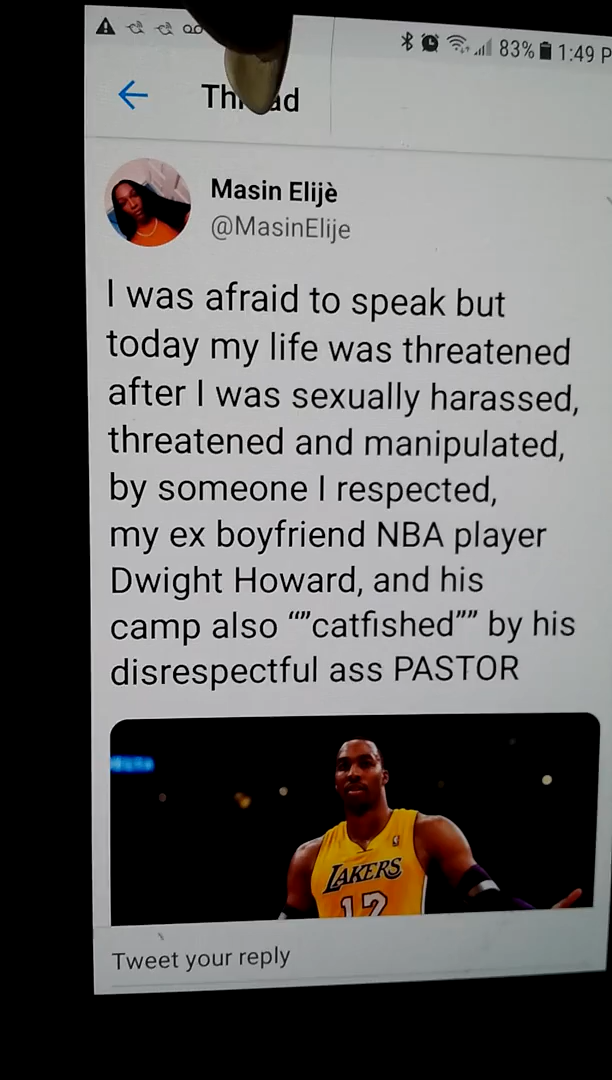 83% 1:49 P
Masin Elijè
@MasinElije
I was afraid to speak but
today my life was threatened
after I was sexually harassed,
threatened and manipulated,
by someone I respected,
my ex boyfriend NBA player
Dwight Howard, and his
camp also “”catfished”” by his
disrespectful ass PASTOR
LAKERS
12
Tweet your reply